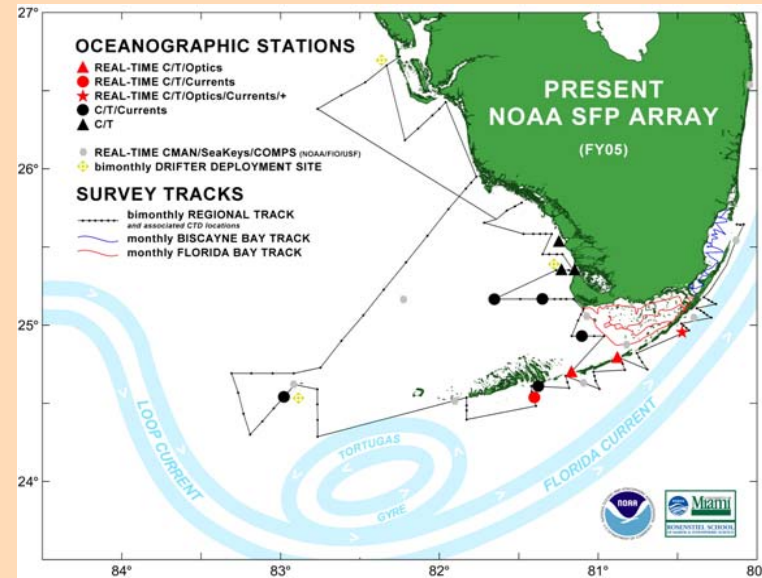 OCEANOGRAPHIC STATIONS
REAL-TIME C/T/Optics
REAL-TIME C/T/Currents
REAL-TIME C/T/Optics/Currents/+
C/T/Currents
C/T
REAL-TIME CMAN/SeaKeys/COMPS (NOAA/FIO/USF)
bimonthly DRIFTER DEPLOYMENT SITE
SURVEY TRACKS
bimonthly REGIONAL TRACK
and associated CTD locations
monthly BISCAYNE BAY TRACK
monthly FLORIDA BAY TRACK
PRESENT
NOAA SFP ARRAY
(FY05)
27°
26°
25°
24°
LOOP CURRENT
TORTUGAS
GYRE
FLORIDA CURRENT
NOAA
Miami
ROSENSTIEL SCHOOL
84°
83°
82°
81°
80